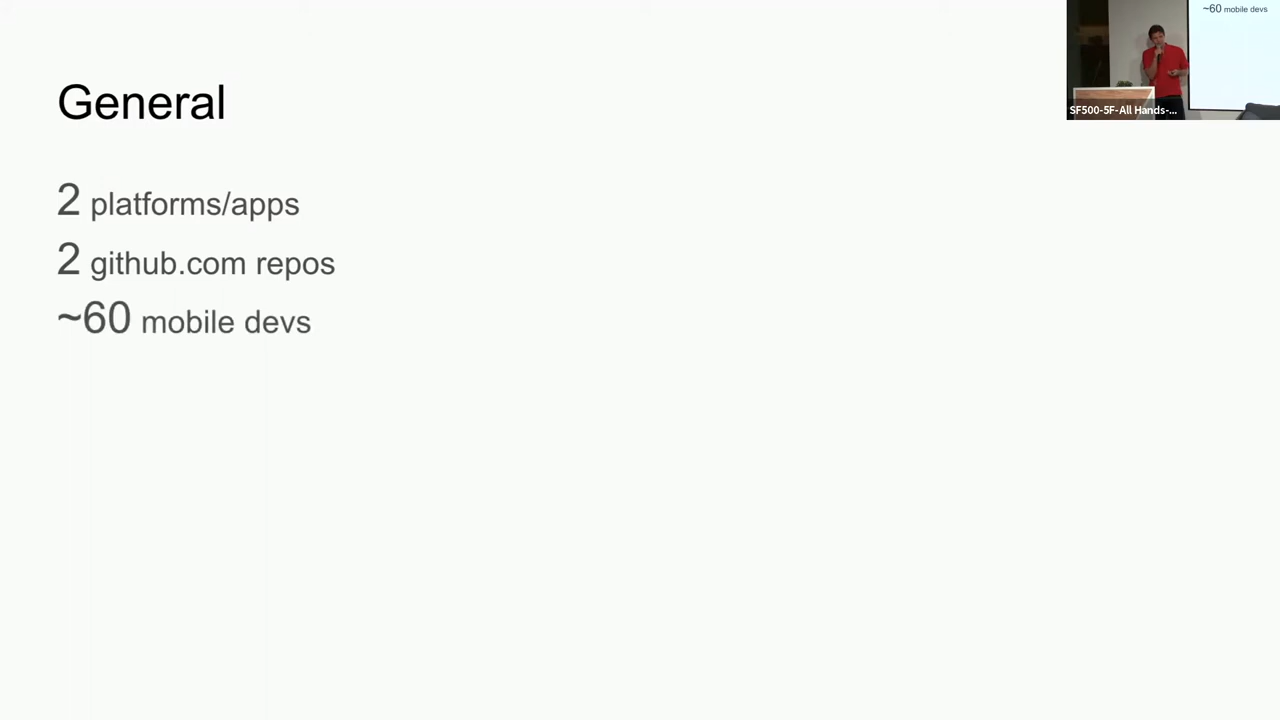 General
2 platforms/apps
2 github.com repos
~60 mobile devs
~60 mobile devs
SF500-5F-All Hands-...